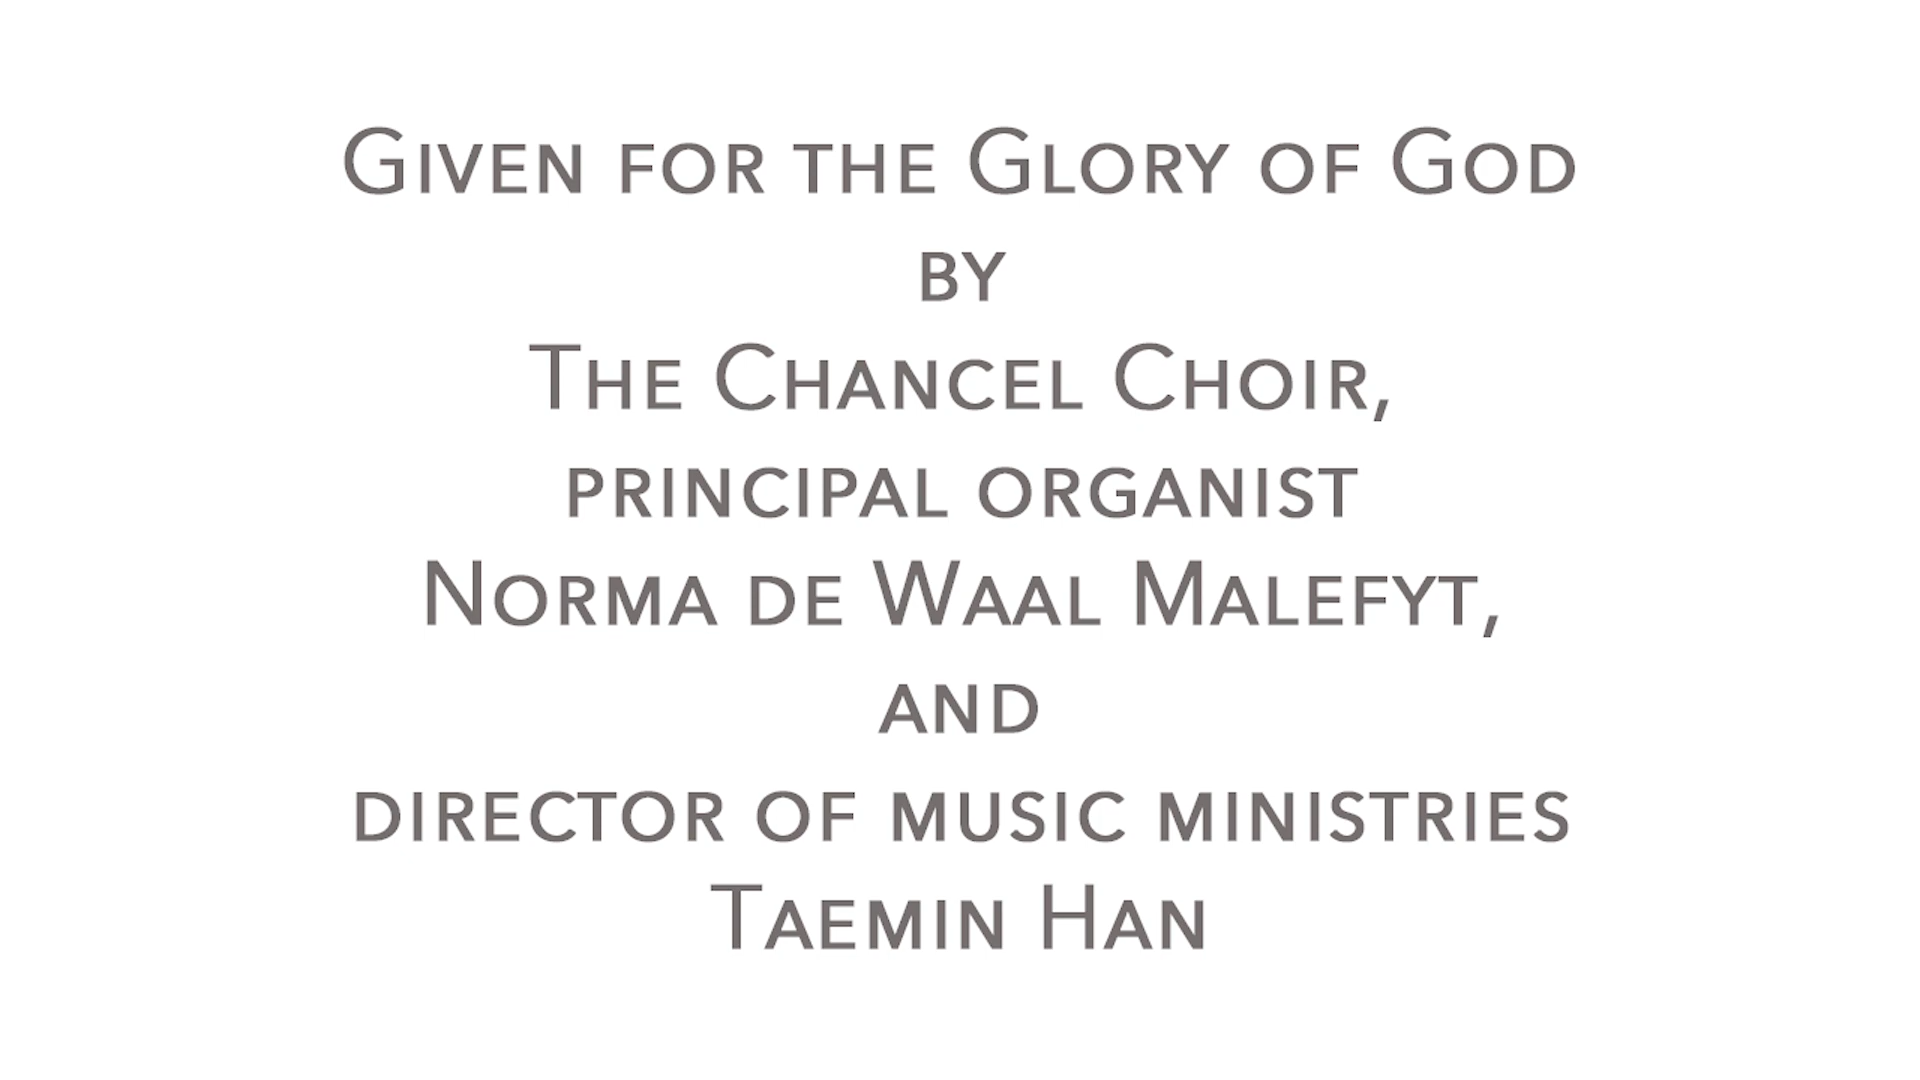 Given for the Glory of God
by
The Chancel Choir,
principal organist
Norma de Waal Malefyt,
and
director of music ministries
Taemin Han